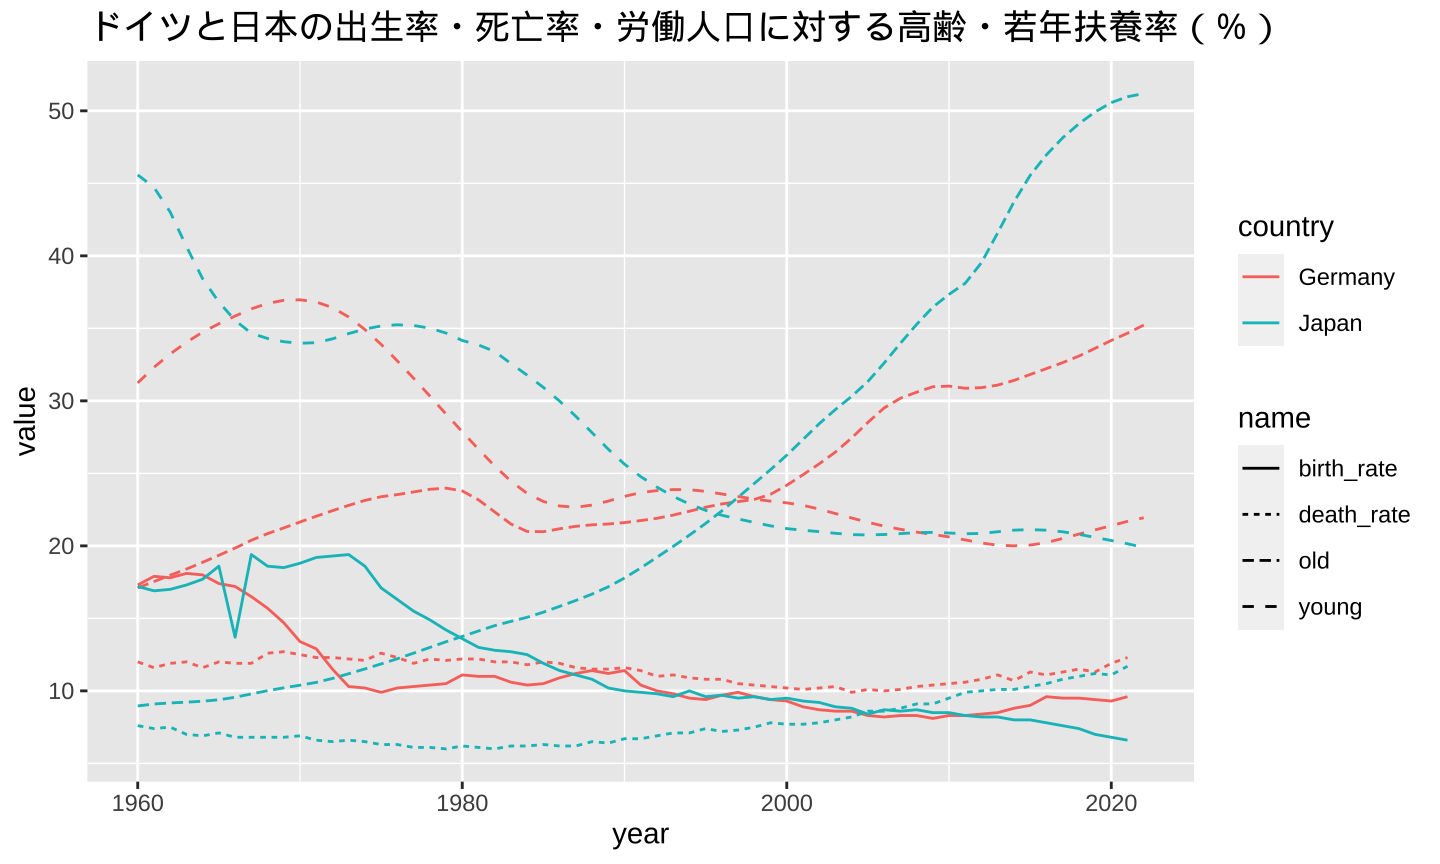 ドイツと日本の出生率・死亡率・労働人口に対する高齢・若年扶養率（％）
50
40
30
20
10
value
1960
1980
2000
2020
year
country
Germany
Japan
name
birth_rate
death_rate
old
young